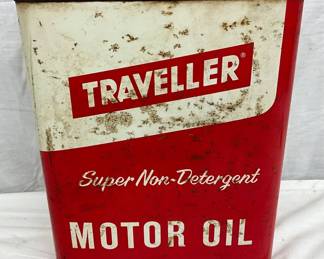 TRAVELLER®
Super Non-Detergent
MOTOR OIL